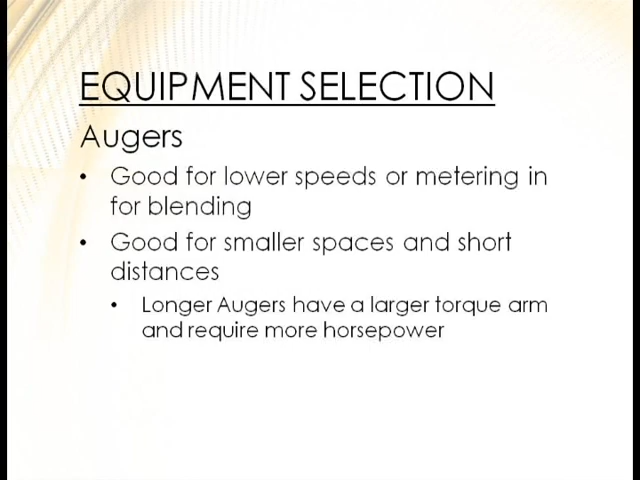 EQUIPMENT SELECTION
Augers
• Good for lower speeds or metering in
for blending
• Good for smaller spaces and short
distances
• Longer Augers have a larger torque arm
and require more horsepower